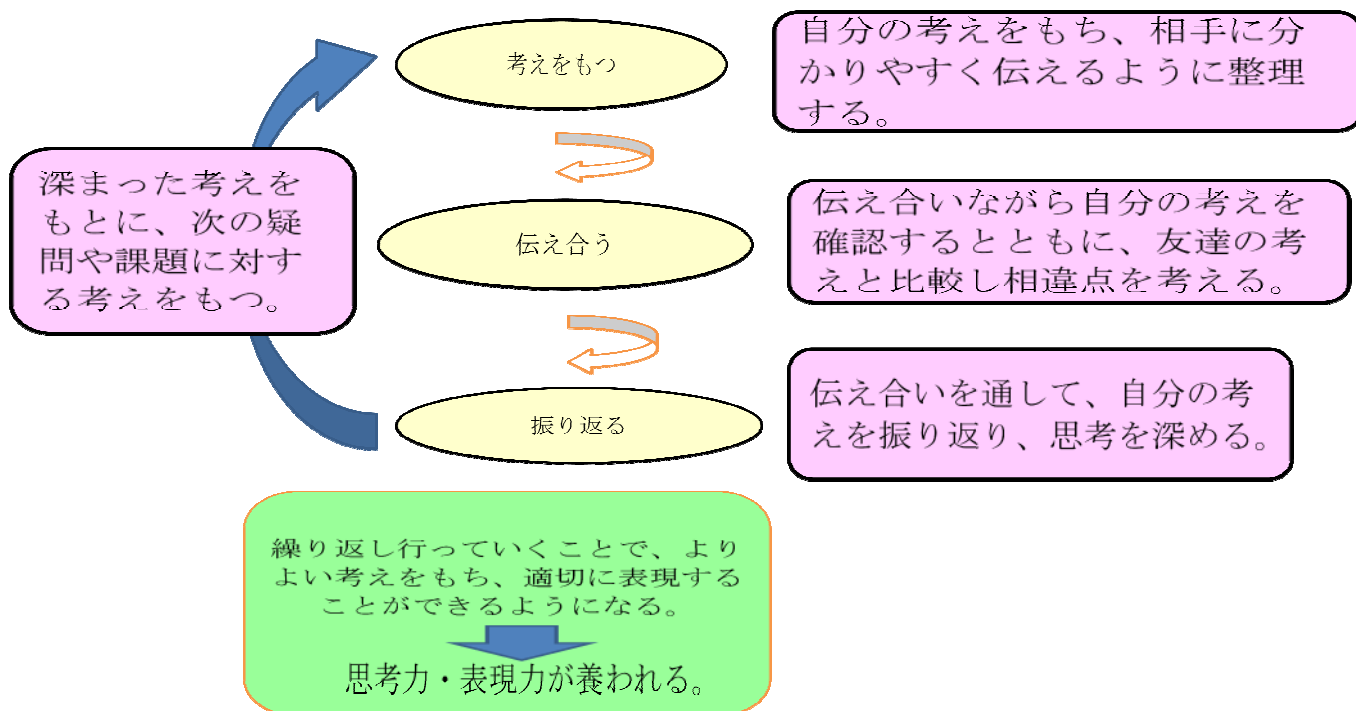 考えをもつ
自分の考えをもち、相手に分
かりやすく伝えるように整理
する。
深まった考えを
もとに、次の疑
問や課題に対す
る考えをもつ。
伝え合う
伝え合いながら自分の考えを
確認するとともに、友達の考
えと比較し相違点を考える。
振り返る
伝え合いを通して、自分の考
えを振り返り、思考を深める。
繰り返し行っていくことで、より
よい考えをもち、適切に表現する
ことができるようになる。
思考力・表現力が養われる。